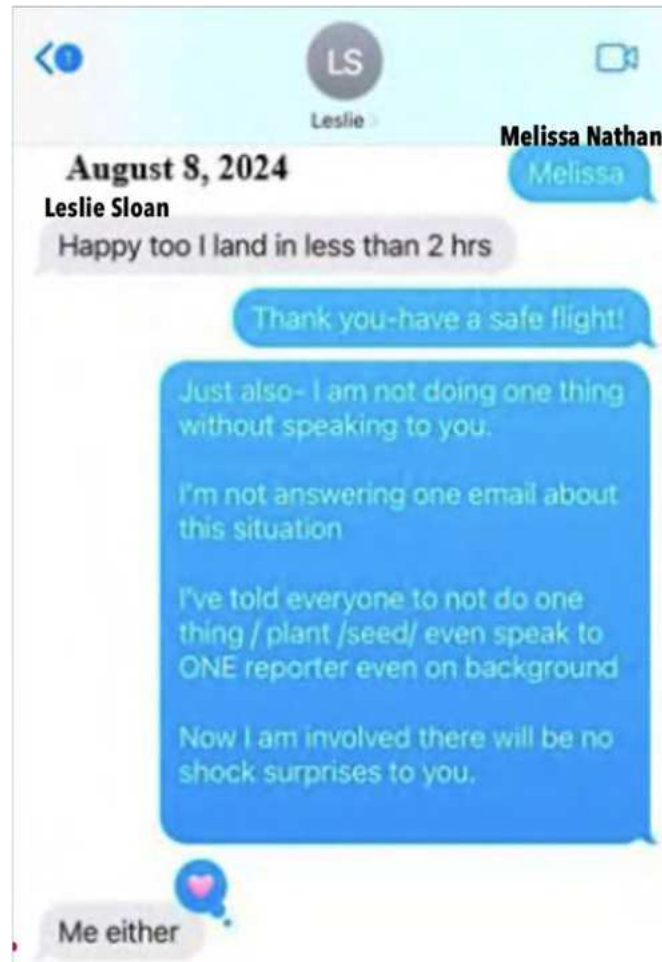 1
LS
Leslie
Melissa Nathan
August 8, 2024
Melissa
Leslie Sloan
Happy too I land in less than 2 hrs
Thank you-have a safe flight!
Just also- I am not doing one thing
without speaking to you.
I'm not answering one email about
this situation
I've told everyone to not do one
thing / plant /seed/ even speak to
ONE reporter even on background
Now I am involved there will be no
shock surprises to you.
Me either